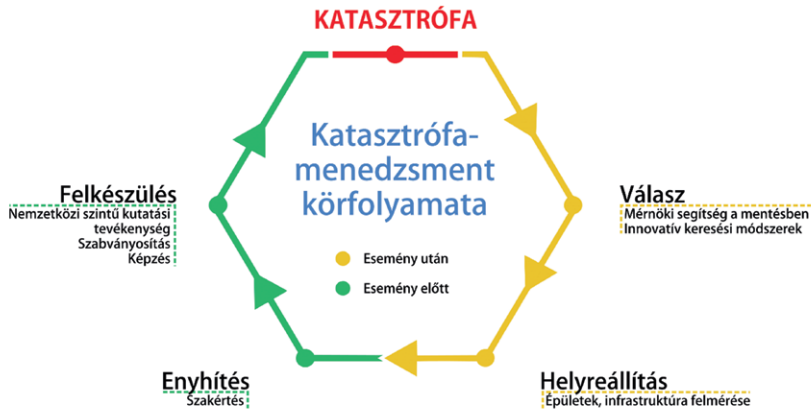 KATASZTRÓFA
Katasztrófa-
menedzsment
körfolyamata
Esemény után
Esemény előtt
Felkészülés
Nemzetközi szintű kutatási
tevékenység
Szabványosítás
Képzés
Válasz
Mérnöki segítség a mentésben
Innovatív keresési módszerek
Enyhítés
Szakértés
Helyreállítás
Épületek, infrastruktúra felmérése